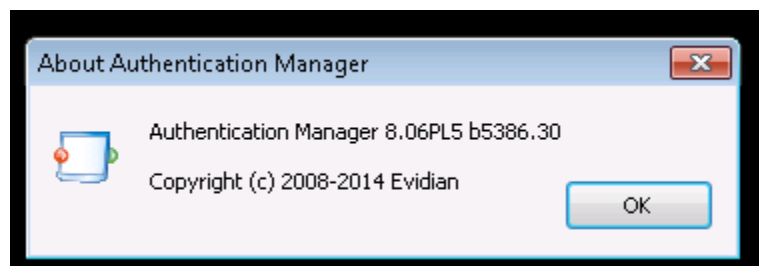 About Authentication Manager
Authentication Manager 8.06PL5 b5386.30
Copyright (c) 2008-2014 Evidian
OK